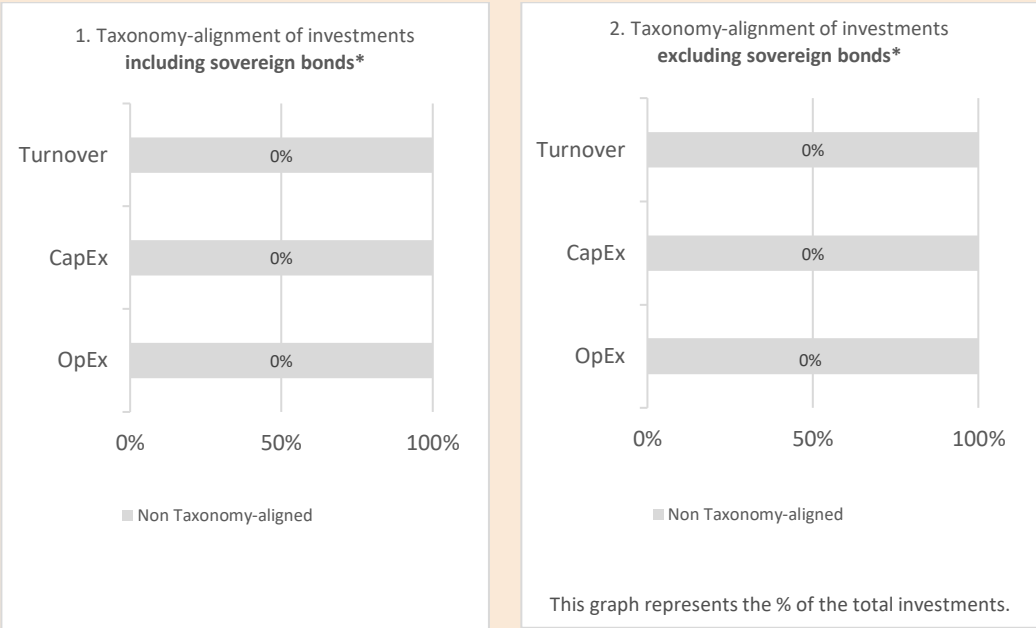 1. Taxonomy-alignment of investments
including sovereign bonds*
Turnover
0%
CapEx
0%
OpEx
0%
0%
50%
100%
Non Taxonomy-aligned
2. Taxonomy-alignment of investments
excluding sovereign bonds*
Turnover
0%
CapEx
0%
OpEx
0%
0%
50%
100%
Non Taxonomy-aligned
This graph represents the % of the total investments.